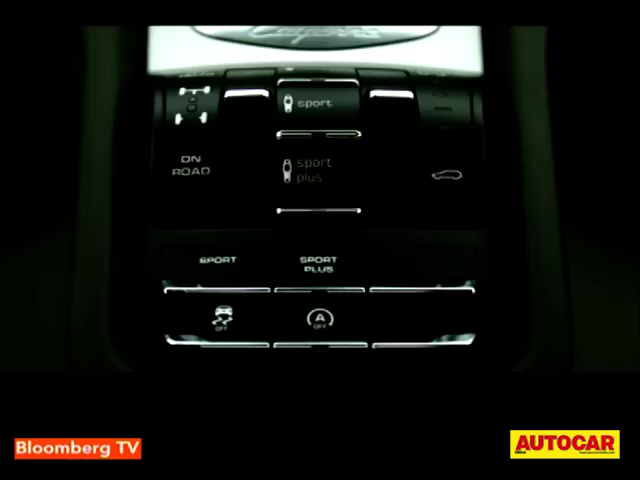 sport
ON
ROAD
sport
plus
SPORT
SPORT
PLUS
OFF
A
OFF
Bloomberg TV
AUTOCAR